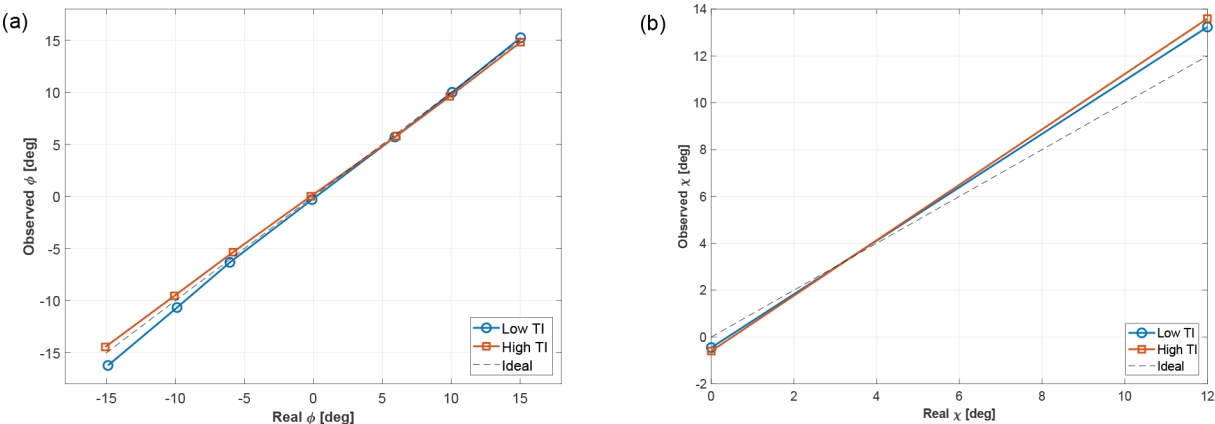 (a)
15
10
5
0
-5
-10
-15
Observed ϕ [deg]
-15 -10 -5 0 5 10 15
Real ϕ [deg]
Low TI
High TI
Ideal
(b)
14
12
10
8
6
4
2
0
-2
Observed χ [deg]
0 2 4 6 8 10 12
Real χ [deg]
Low TI
High TI
Ideal